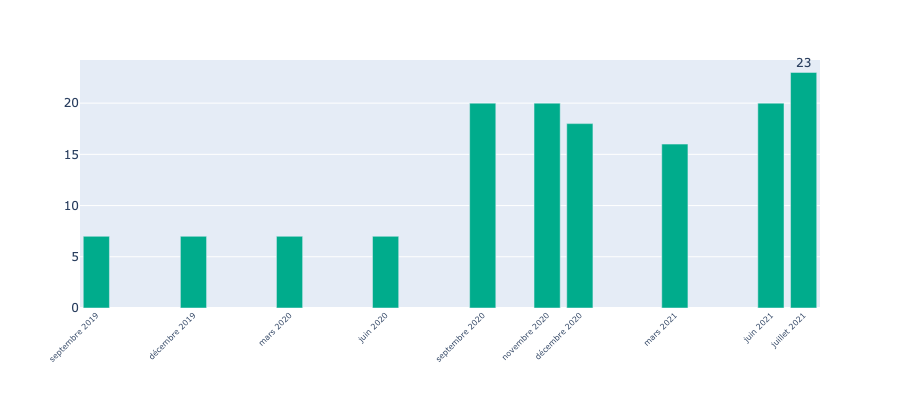 23
20
15
10
5
0
septembre 2019
décembre 2019
mars 2020
juin 2020
septembre 2020
novembre 2020
décembre 2020
mars 2021
juin 2021
juillet 2021